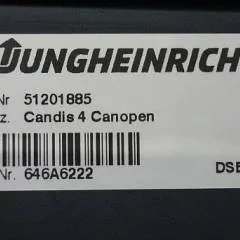 JUNGHEINRICH
Nr 51201885
z. Candis 4 Canopen
Nr. 646A6222 DSE